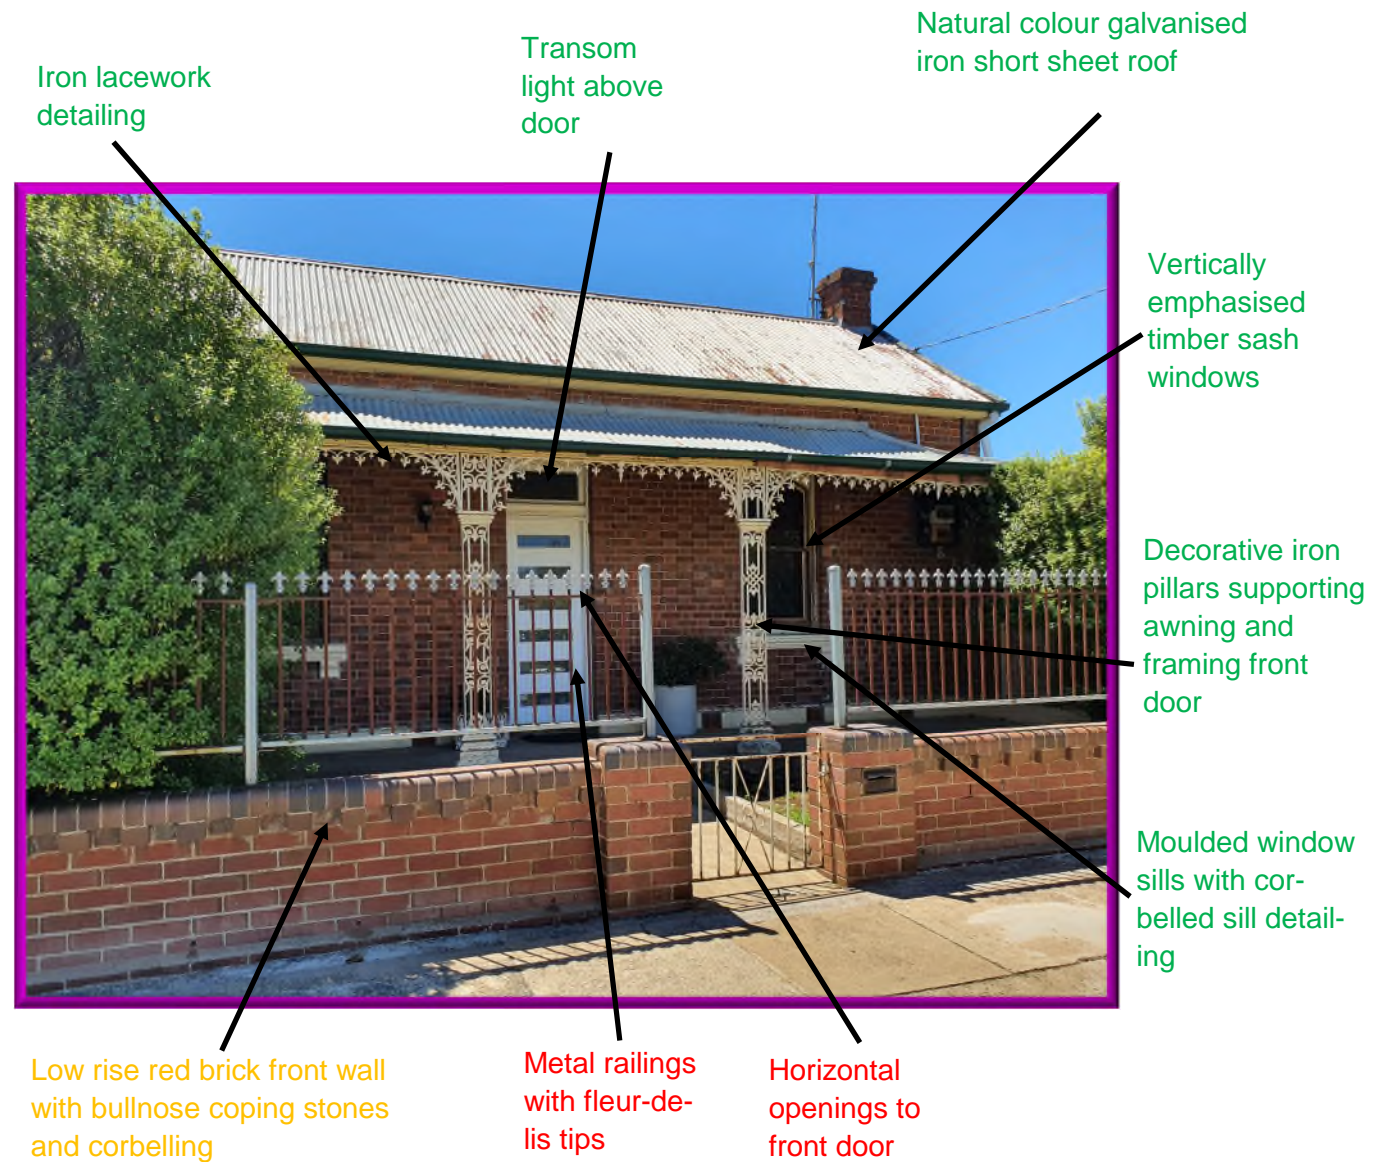 Natural colour galvanised
iron short sheet roof
Transom
light above
door
Iron lacework
detailing
Vertically
emphasised
timber sash
windows
Decorative iron
pillars supporting
awning and
framing front
door
Moulded window
sills with cor-
belled sill detail-
ing
Low rise red brick front wall
with bullnose coping stones
and corbelling
Metal railings
with fleur-de-
lis tips
Horizontal
openings to
front door